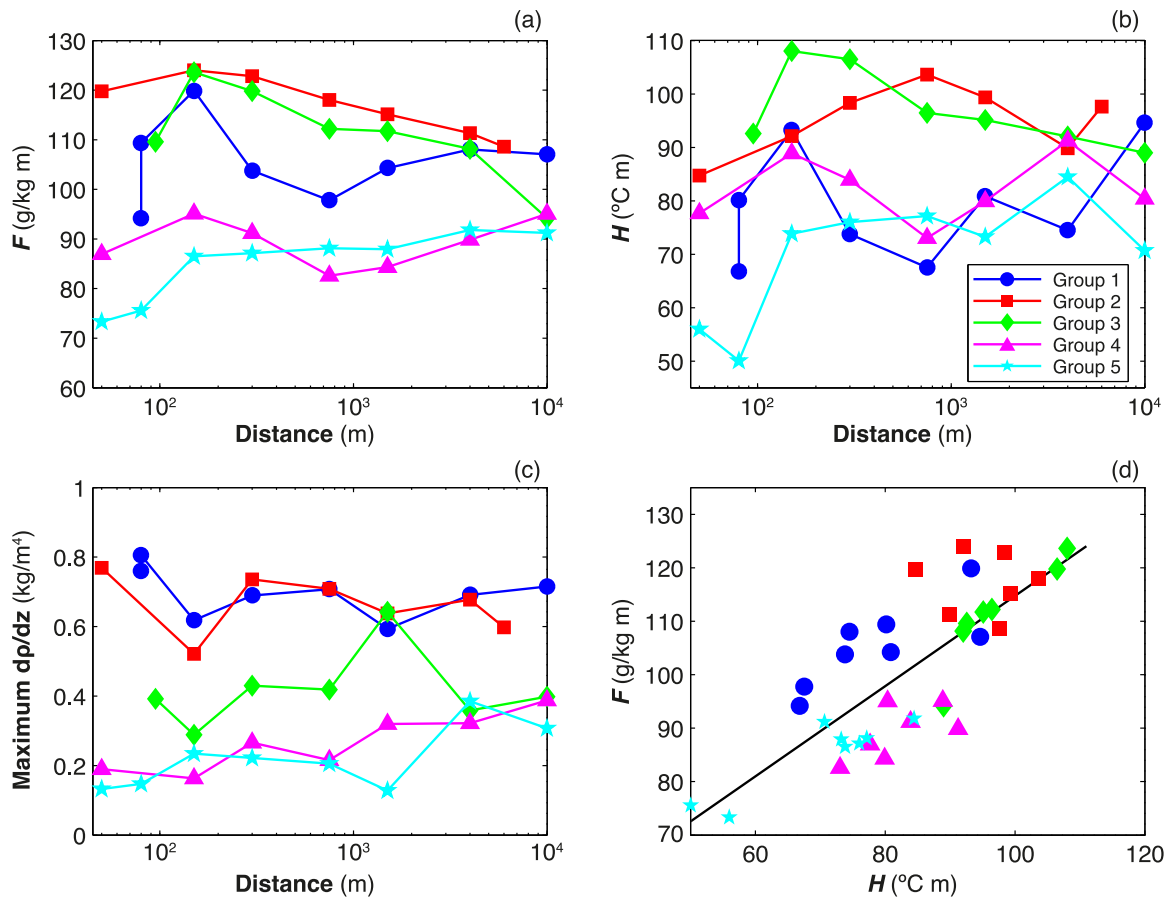 (a)
130
120
110
100
90
80
70
60
F (g/kg m)
10² 10³ 10⁴
Distance (m)
(b)
110
100
90
80
70
60
50
H (ºC m)
Group 1
Group 2
Group 3
Group 4
Group 5
10² 10³ 10⁴
Distance (m)
(c)
1
0.8
0.6
0.4
0.2
0
Maximum dρ/dz (kg/m⁴)
10² 10³ 10⁴
Distance (m)
(d)
130
120
110
100
90
80
70
F (g/kg m)
60 80 100 120
H (ºC m)